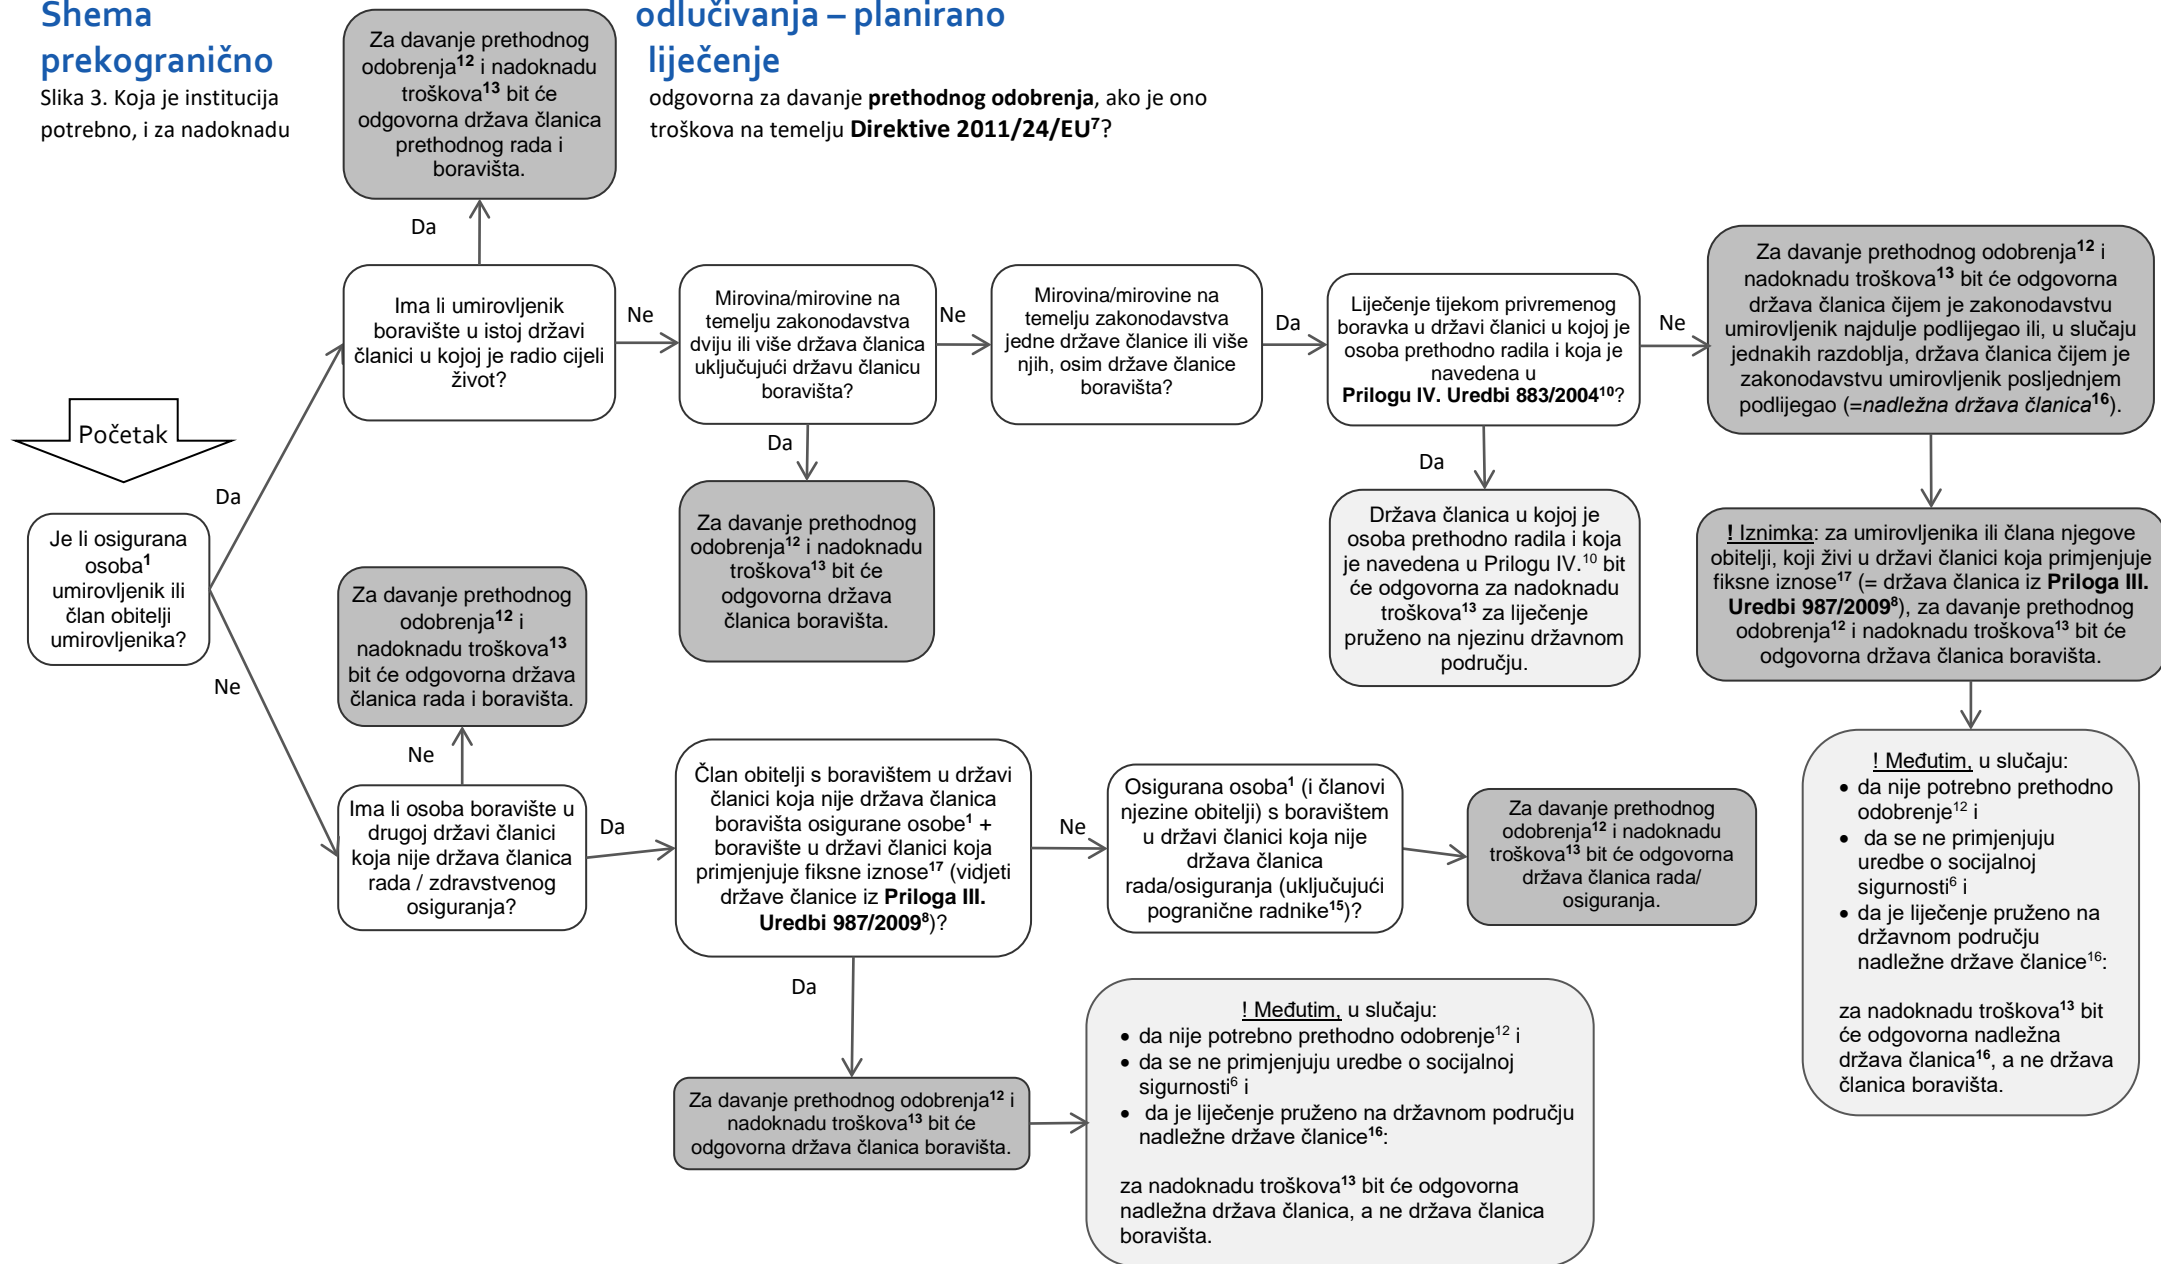 Shema odlučivanja – planirano
prekogranično liječenje
Slika 3. Koja je institucija odgovorna za davanje prethodnog odobrenja, ako je ono
potrebno, i za nadoknadu troškova na temelju Direktive 2011/24/EU⁷?
Za davanje prethodnog
odobrenja¹² i nadoknadu
troškova¹³ bit će
odgovorna država članica
prethodnog rada i
boravišta.
Da
Početak
Je li osigurana
osoba¹
umirovljenik ili
član obitelji
umirovljenika?
Da
Ne
Ima li umirovljenik
boravište u istoj državi
članici u kojoj je radio cijeli
život?
Ne
Mirovina/mirovine na
temelju zakonodavstva
dviju ili više država članica
uključujući državu članicu
boravišta?
Ne
Mirovina/mirovine na
temelju zakonodavstva
jedne države članice ili više
njih, osim države članice
boravišta?
Da
Liječenje tijekom privremenog
boravka u državi članici u kojoj je
osoba prethodno radila i koja je
navedena u
Prilogu IV. Uredbi 883/2004¹⁰?
Ne
Za davanje prethodnog odobrenja¹² i
nadoknadu troškova¹³ bit će odgovorna
država članica čijem je zakonodavstvu
umirovljenik najdulje podlijegao ili, u slučaju
jednakih razdoblja, država članica čijem je
zakonodavstvu umirovljenik posljednjem
podlijegao (=nadležna država članica¹⁶).
Da
Za davanje prethodnog
odobrenja¹² i nadoknadu
troškova¹³ bit će
odgovorna država
članica boravišta.
Da
Država članica u kojoj je
osoba prethodno radila i koja
je navedena u Prilogu IV.¹⁰ bit
će odgovorna za nadoknadu
troškova¹³ za liječenje
pruženo na njezinu državnom
području.
! Iznimka: za umirovljenika ili člana njegove
obitelji, koji živi u državi članici koja primjenjuje
fiksne iznose¹⁷ (= država članica iz Priloga III.
Uredbi 987/2009⁸), za davanje prethodnog
odobrenja¹² i nadoknadu troškova¹³ bit će
odgovorna država članica boravišta.
Za davanje prethodnog
odobrenja¹² i
nadoknadu troškova¹³
bit će odgovorna država
članica rada i boravišta.
Ne
Ima li osoba boravište u
drugoj državi članici
koja nije država članica
rada / zdravstvenog
osiguranja?
Da
Član obitelji s boravištem u državi
članici koja nije država članica
boravišta osigurane osobe¹ +
boravište u državi članici koja
primjenjuje fiksne iznose¹⁷ (vidjeti
države članice iz Priloga III.
Uredbi 987/2009⁸)?
Ne
Osigurana osoba¹ (i članovi
njezine obitelji) s boravištem
u državi članici koja nije
država članica
rada/osiguranja (uključujući
pogranične radnike¹⁵)?
Za davanje prethodnog
odobrenja¹² i nadoknadu
troškova¹³ bit će odgovorna
država članica rada/
osiguranja.
! Međutim, u slučaju:
• da nije potrebno prethodno
odobrenje¹² i
• da se ne primjenjuju
uredbe o socijalnoj
sigurnosti⁶ i
• da je liječenje pruženo na
državnom području
nadležne države članice¹⁶:
za nadoknadu troškova¹³ bit
će odgovorna nadležna
država članica¹⁶, a ne država
članica boravišta.
Da
Za davanje prethodnog odobrenja¹² i
nadoknadu troškova¹³ bit će
odgovorna država članica boravišta.
! Međutim, u slučaju:
• da nije potrebno prethodno odobrenje¹² i
• da se ne primjenjuju uredbe o socijalnoj
sigurnosti⁶ i
• da je liječenje pruženo na državnom području
nadležne države članice¹⁶:
za nadoknadu troškova¹³ bit će odgovorna
nadležna država članica, a ne država članica
boravišta.